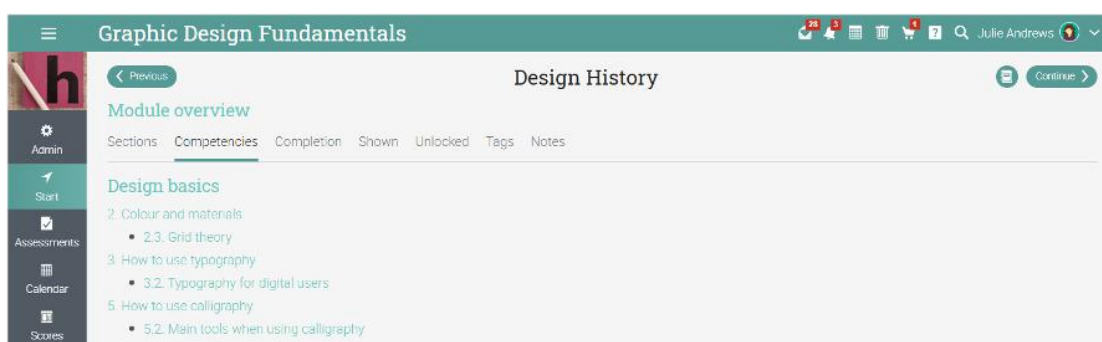 Graphic Design Fundamentals
28
3
1
?
Julie Andrews
h
Previous
Design History
Continue
Module overview
Sections Competencies Completion Shown Unlocked Tags Notes
Admin
Start
Assessments
Calendar
Scores
Design basics
2. Colour and materials
• 2.3. Grid theory
3. How to use typography
• 3.2. Typography for digital users
5. How to use calligraphy
• 5.2. Main tools when using calligraphy